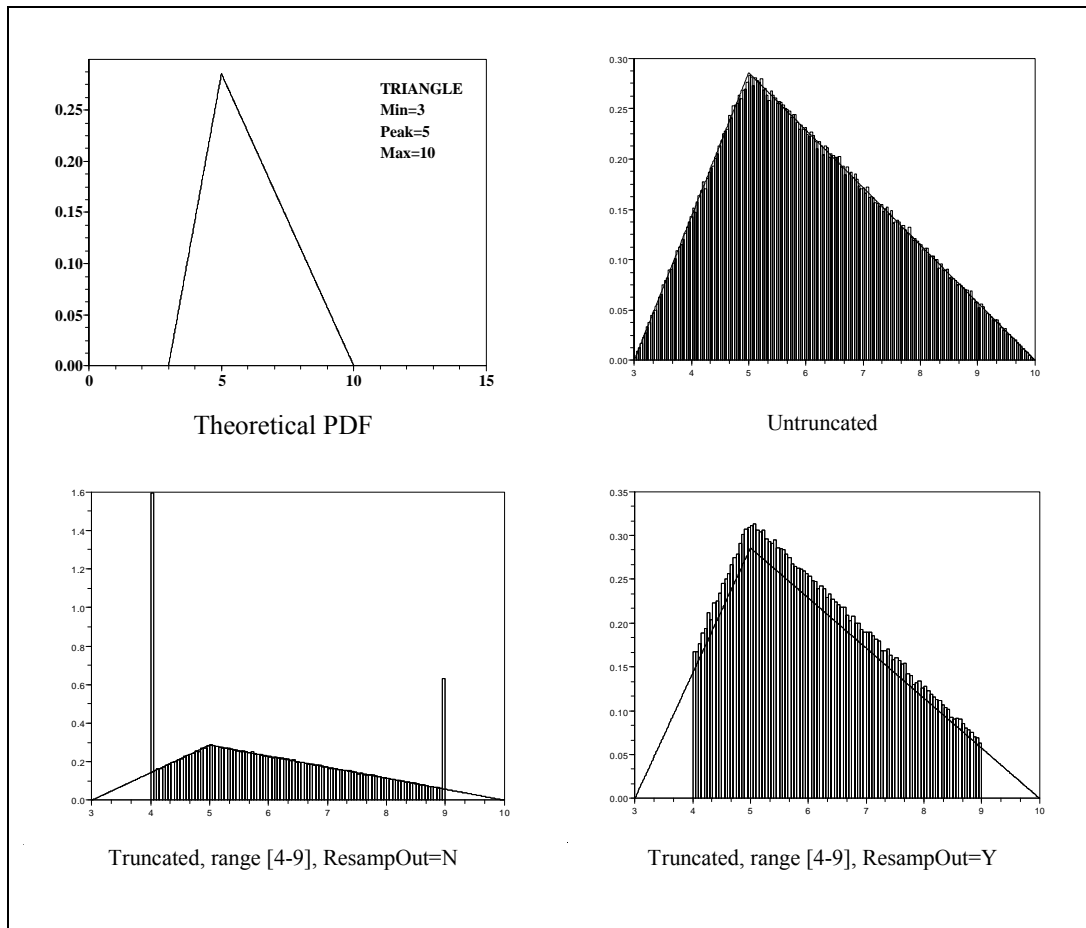 0.25
0.20
0.15
0.10
0.05
0.00
0 5 10 15
TRIANGLE
Min=3
Peak=5
Max=10
Theoretical PDF
0.30
0.25
0.20
0.15
0.10
0.05
0.00
3 4 5 6 7 8 9 10
Untruncated
1.6
1.4
1.2
1.0
0.8
0.6
0.4
0.2
0.0
3 4 5 6 7 8 9 10
Truncated, range [4-9], ResampOut=N
0.35
0.30
0.25
0.20
0.15
0.10
0.05
0.00
3 4 5 6 7 8 9 10
Truncated, range [4-9], ResampOut=Y